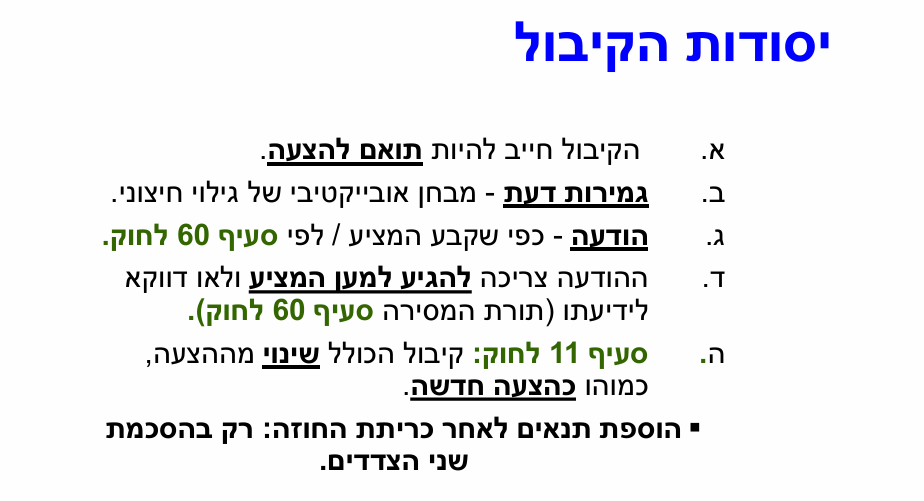 יסודות הקיבול
א. הקיבול חייב להיות תואם להצעה.
ב. גמירות דעת - מבחן אובייקטיבי של גילוי חיצוני.
ג. הודעה - כפי שקבע המציע / לפי סעיף 60 לחוק.
ד. ההודעה צריכה להגיע למען המציע ולאו דווקא
לידיעתו (תורת המסירה סעיף 60 לחוק).
ה. סעיף 11 לחוק: קיבול הכולל שינוי מההצעה,
כמוהו כהצעה חדשה.
▪ הוספת תנאים לאחר כריתת החוזה: רק בהסכמת
שני הצדדים.